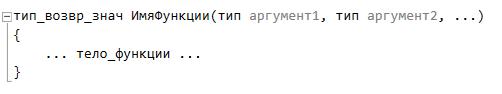 тип_возвр_знач ИмяФункции(тип аргумент1, тип аргумент2, ...)
{
... тело_функции ...
}